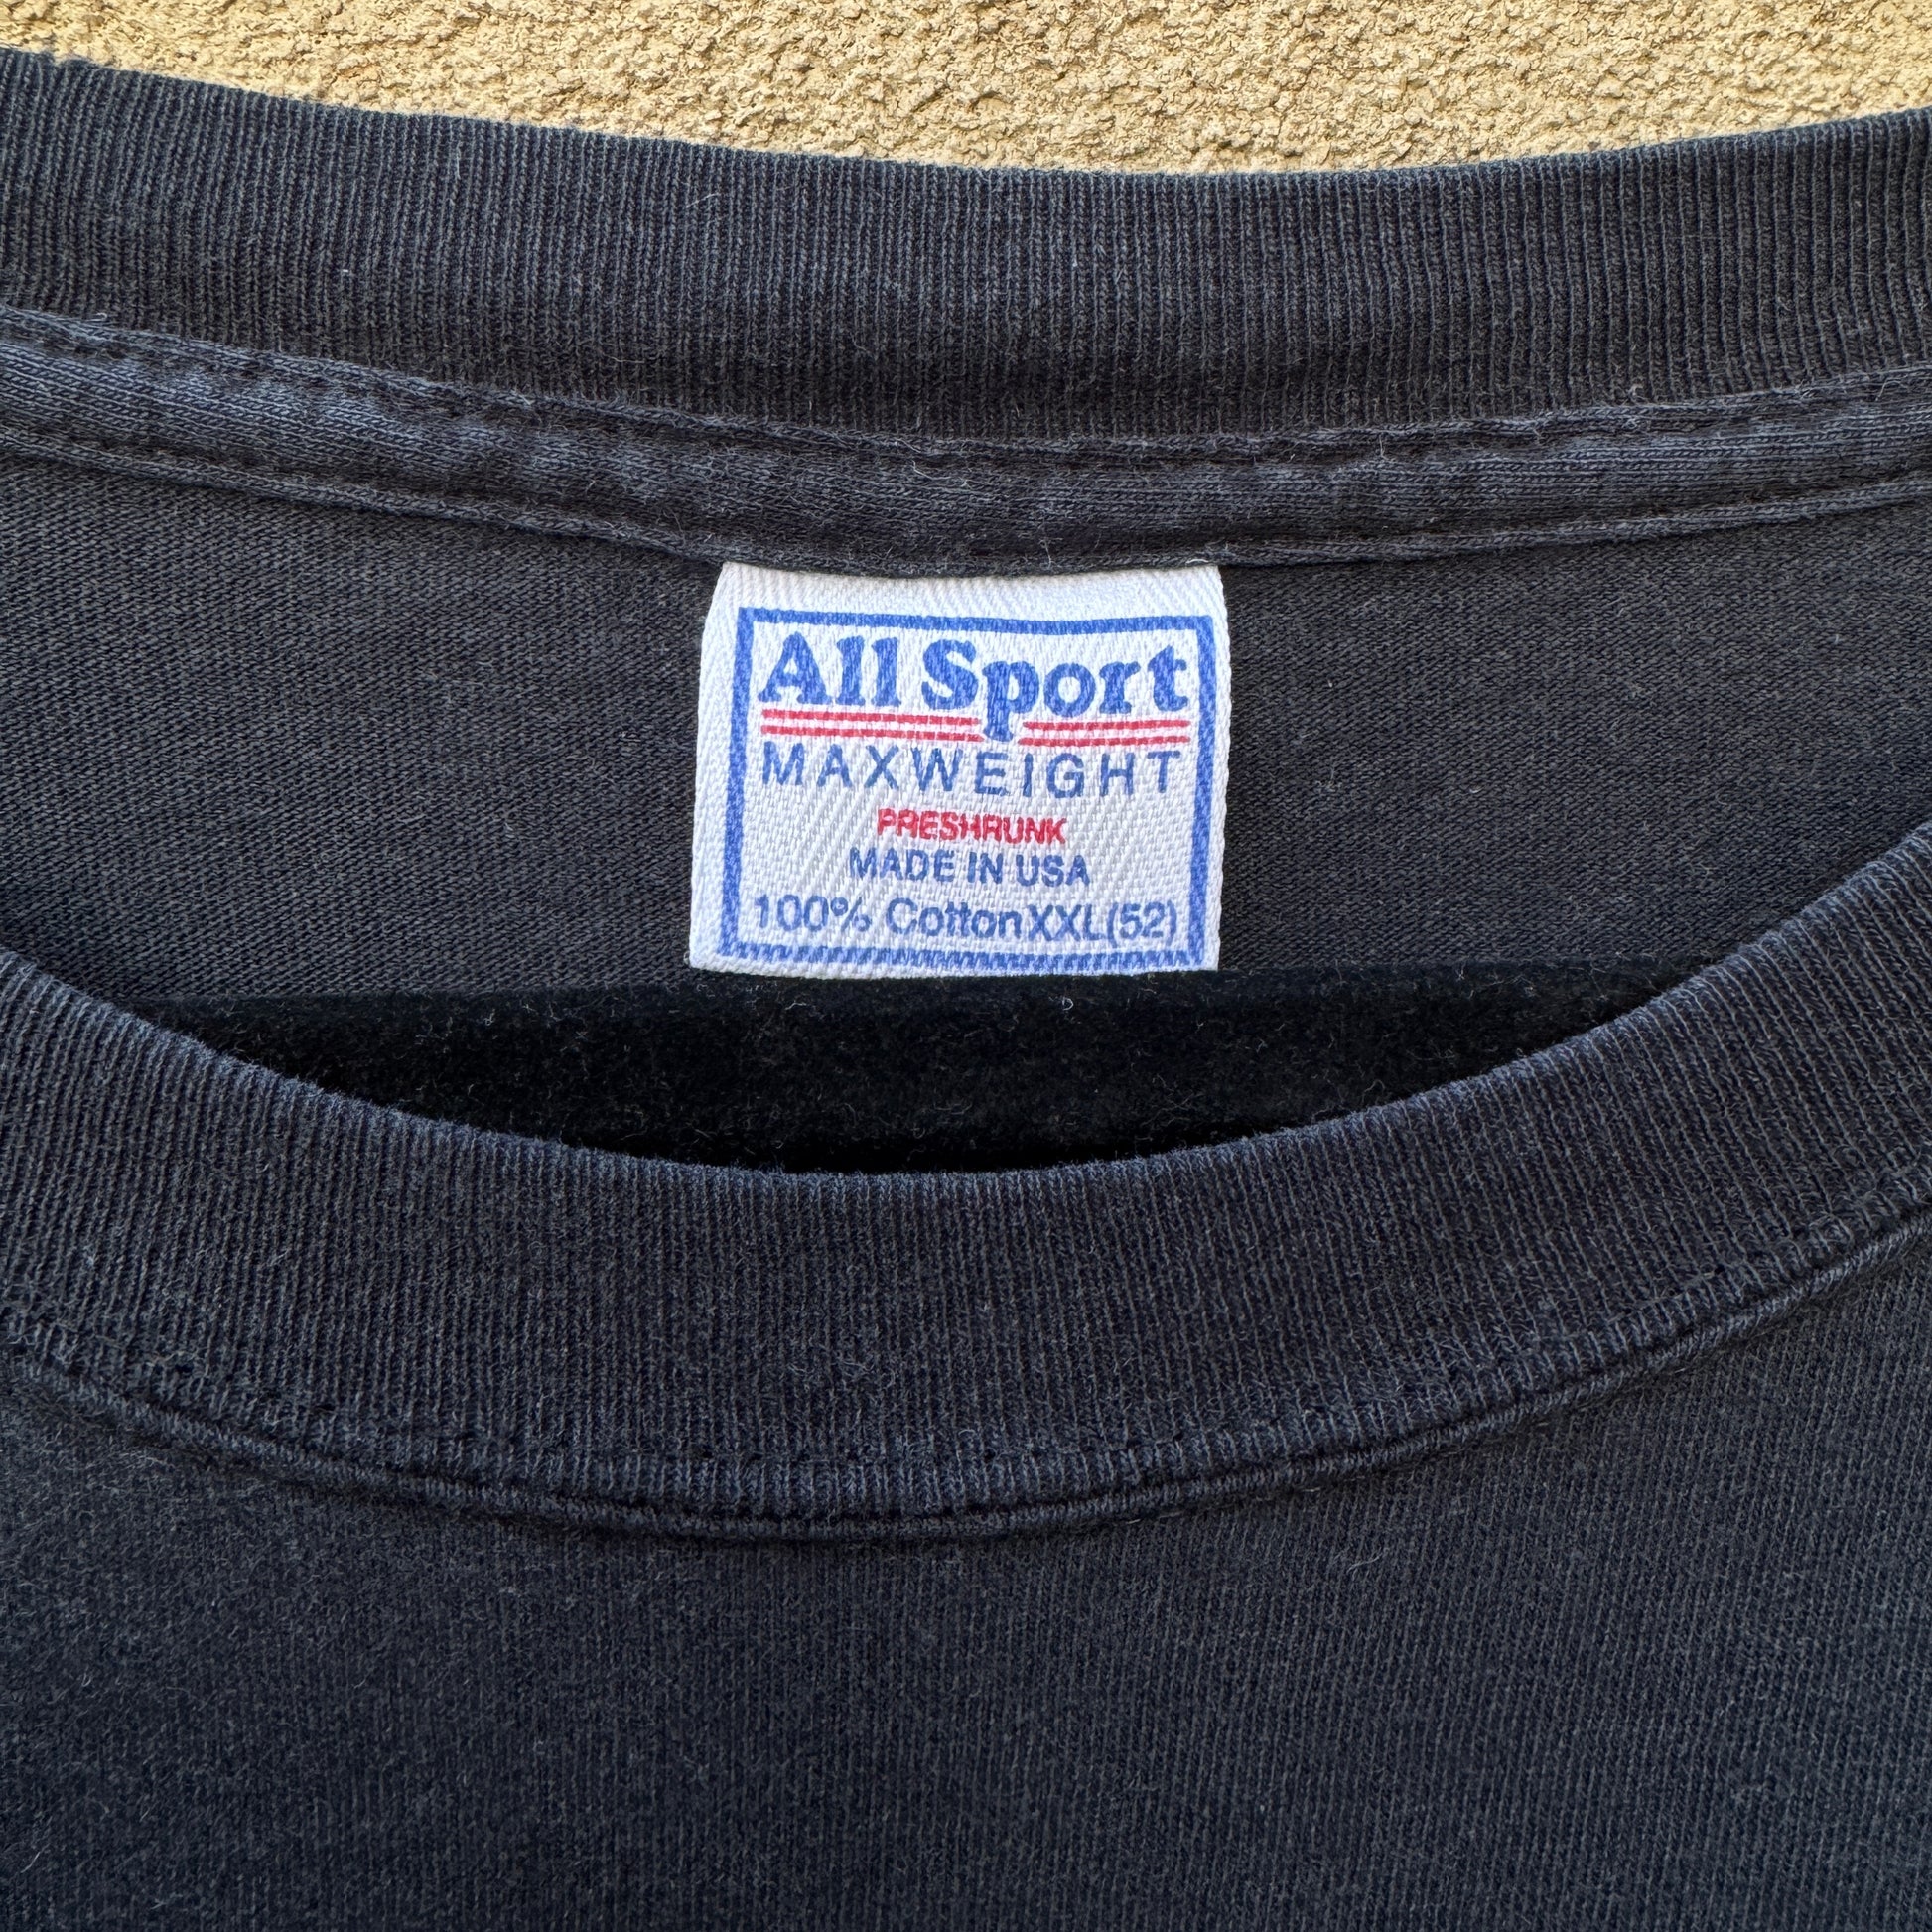 All Sport
MAXWEIGHT
PRESHRUNK
MADE IN USA
100% Cotton XXL(52)